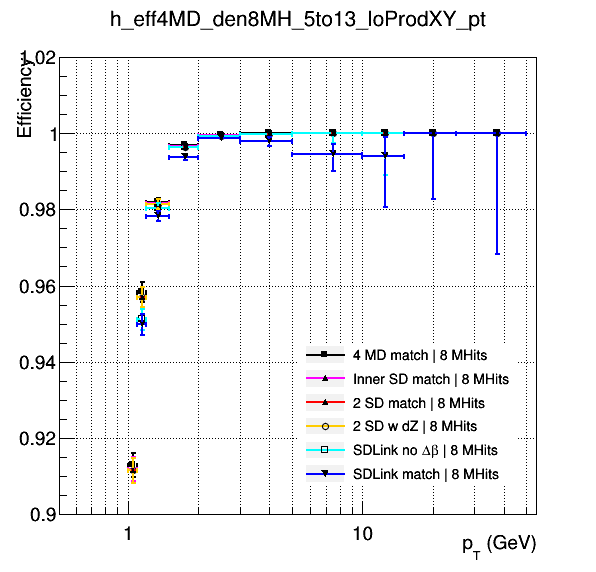 h_eff4MD_den8MH_5to13_loProdXY_pt
Efficiency
1.02
1
0.98
0.96
0.94
0.92
0.9
4 MD match | 8 MHits
Inner SD match | 8 MHits
2 SD match | 8 MHits
2 SD w dZ | 8 MHits
SDLink no Δβ | 8 MHits
SDLink match | 8 MHits
1
10
p_T (GeV)